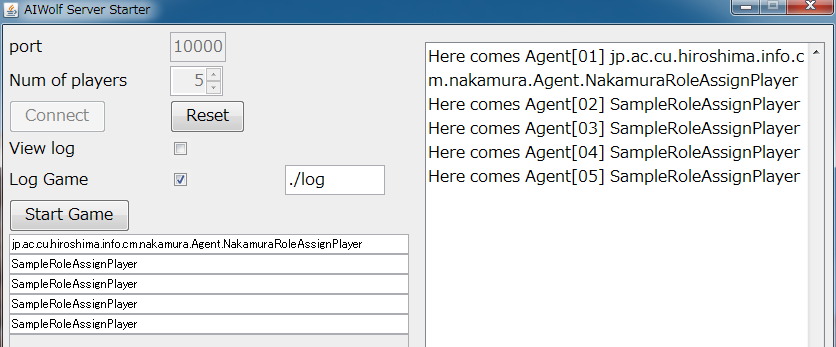 AIWolf Server Starter
port 10000
Num of players 5
Connect Reset
View log
Log Game ./log
Start Game
jp.ac.cu.hiroshima.info.cm.nakamura.Agent.NakamuraRoleAssignPlayer
SampleRoleAssignPlayer
SampleRoleAssignPlayer
SampleRoleAssignPlayer
SampleRoleAssignPlayer
Here comes Agent[01] jp.ac.cu.hiroshima.info.c
m.nakamura.Agent.NakamuraRoleAssignPlayer
Here comes Agent[02] SampleRoleAssignPlayer
Here comes Agent[03] SampleRoleAssignPlayer
Here comes Agent[04] SampleRoleAssignPlayer
Here comes Agent[05] SampleRoleAssignPlayer